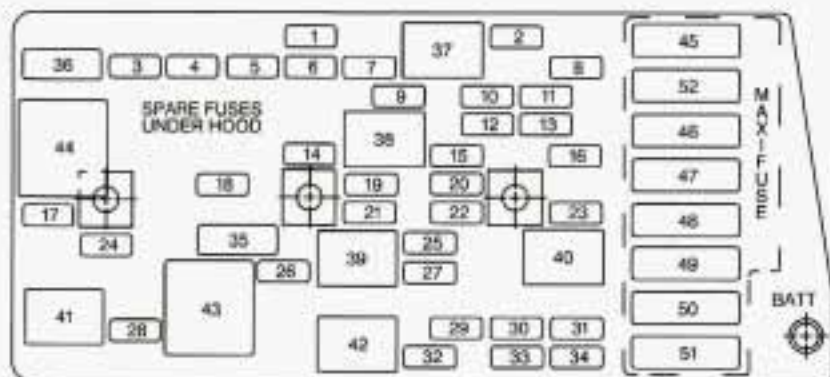 1 2
36 3 4 5 6 7 37 8 45
9 10 11 52
SPARE FUSES
UNDER HOOD
44 38 12 13 46
14 15 16 47
18 19 20
17 21 22 23 48
24 35 39 25 40 49
26 27
41 28 43 50 BATT
42 29 30 31
32 33 34 51
MAXIFUSE